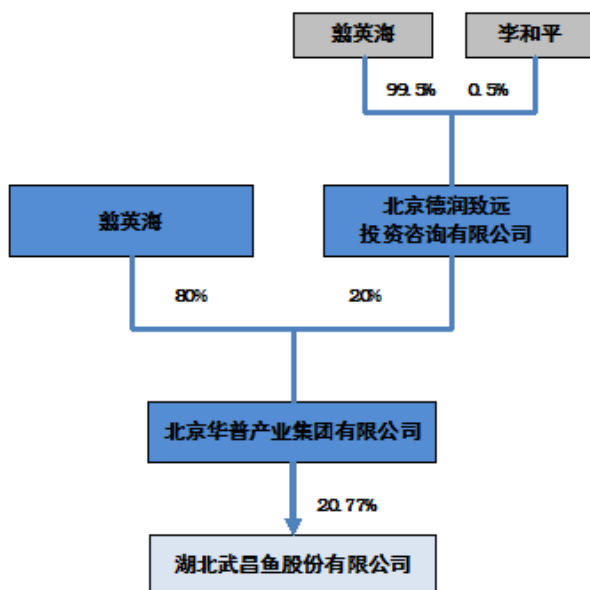 翦英海
李和平
99.5%
0.5%
翦英海
北京德润致远
投资咨询有限公司
80%
20%
北京华普产业集团有限公司
20.77%
湖北武昌鱼股份有限公司